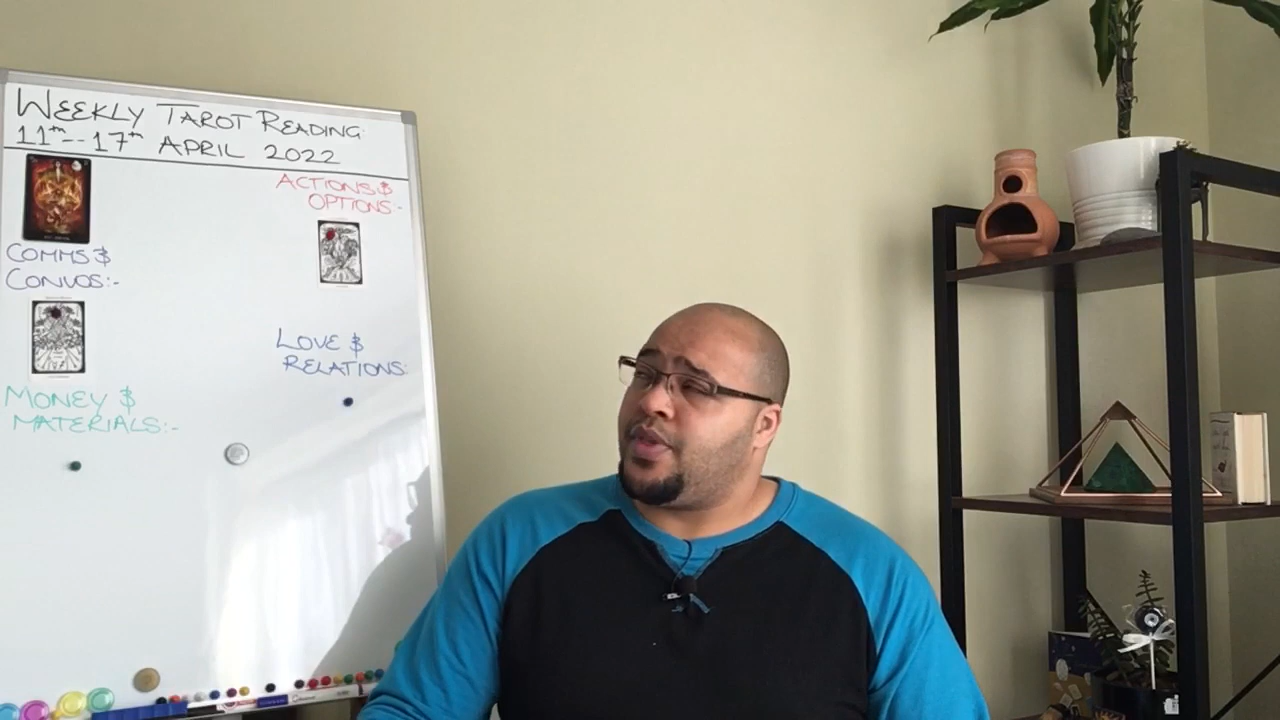 WEEKLY TAROT READING:
11th--17th APRIL 2022
ACTIONS &
OPTIONS:-
COMMS &
CONVOS:-
LOVE &
RELATIONS:
MONEY &
MATERIALS:-